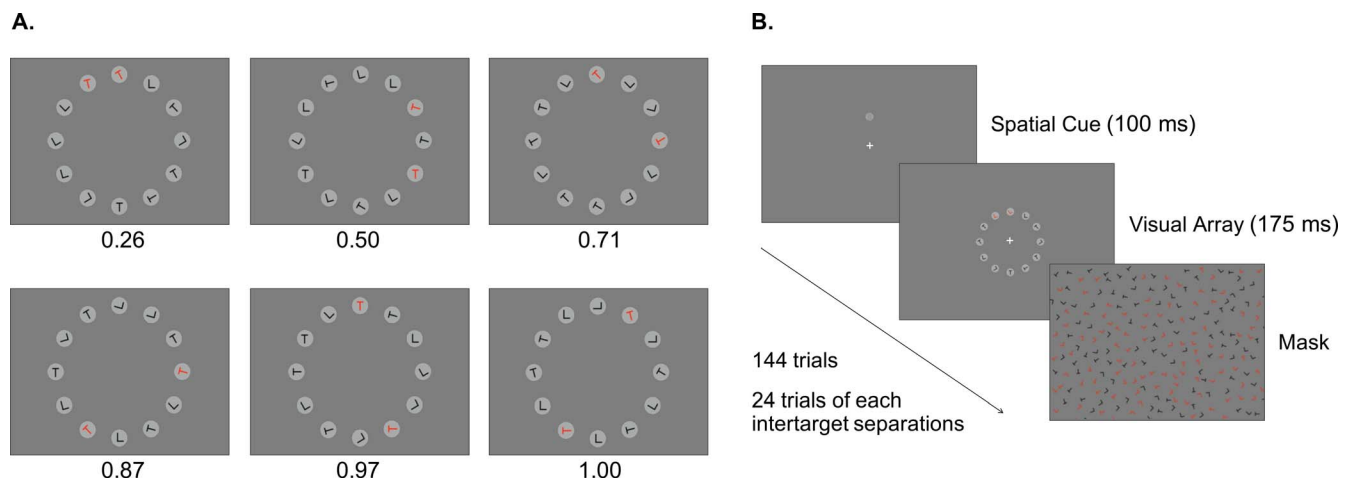 A.
B.
0.26
0.50
0.71
0.87
0.97
1.00
Spatial Cue (100 ms)
Visual Array (175 ms)
Mask
144 trials
24 trials of each
intertarget separations